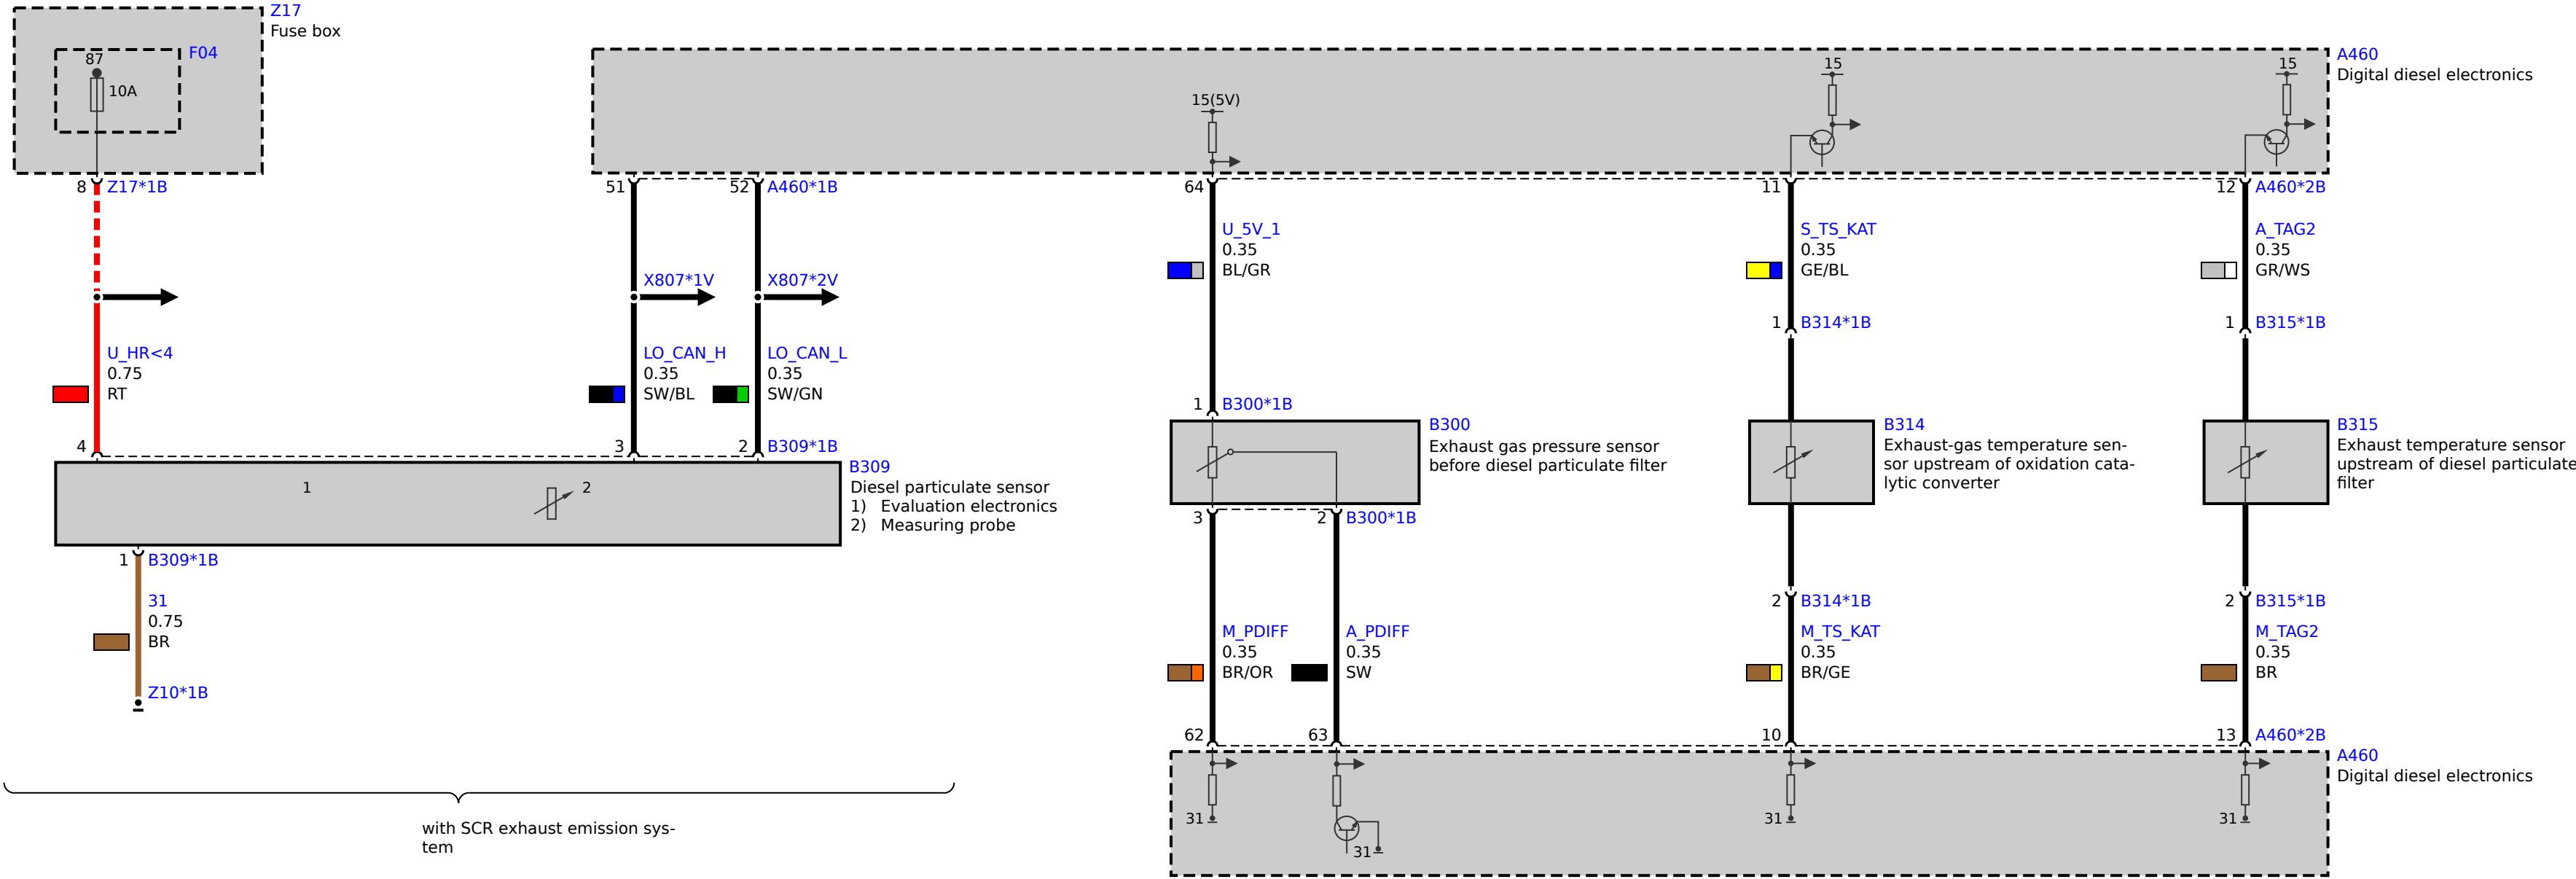 Z17
Fuse box
F04
87
10A
A460
Digital diesel electronics
15(5V)
15
15
8 Z17*1B
51
52 A460*1B
64
11
12 A460*2B
U_5V_1
0.35
BL/GR
S_TS_KAT
0.35
GE/BL
A_TAG2
0.35
GR/WS
X807*1V
X807*2V
1 B314*1B
1 B315*1B
U_HR<4
0.75
RT
LO_CAN_H
0.35
SW/BL
LO_CAN_L
0.35
SW/GN
1 B300*1B
4
3
2 B309*1B
B309
Diesel particulate sensor
1) Evaluation electronics
2) Measuring probe
1
2
B300
Exhaust gas pressure sensor
before diesel particulate filter
B314
Exhaust-gas temperature sen-
sor upstream of oxidation cata-
lytic converter
B315
Exhaust temperature sensor
upstream of diesel particulate
filter
3
2 B300*1B
1 B309*1B
31
0.75
BR
Z10*1B
2 B314*1B
2 B315*1B
M_PDIFF
0.35
BR/OR
A_PDIFF
0.35
SW
M_TS_KAT
0.35
BR/GE
M_TAG2
0.35
BR
62
63
10
13 A460*2B
A460
Digital diesel electronics
31
31
31
31
with SCR exhaust emission sys-
tem